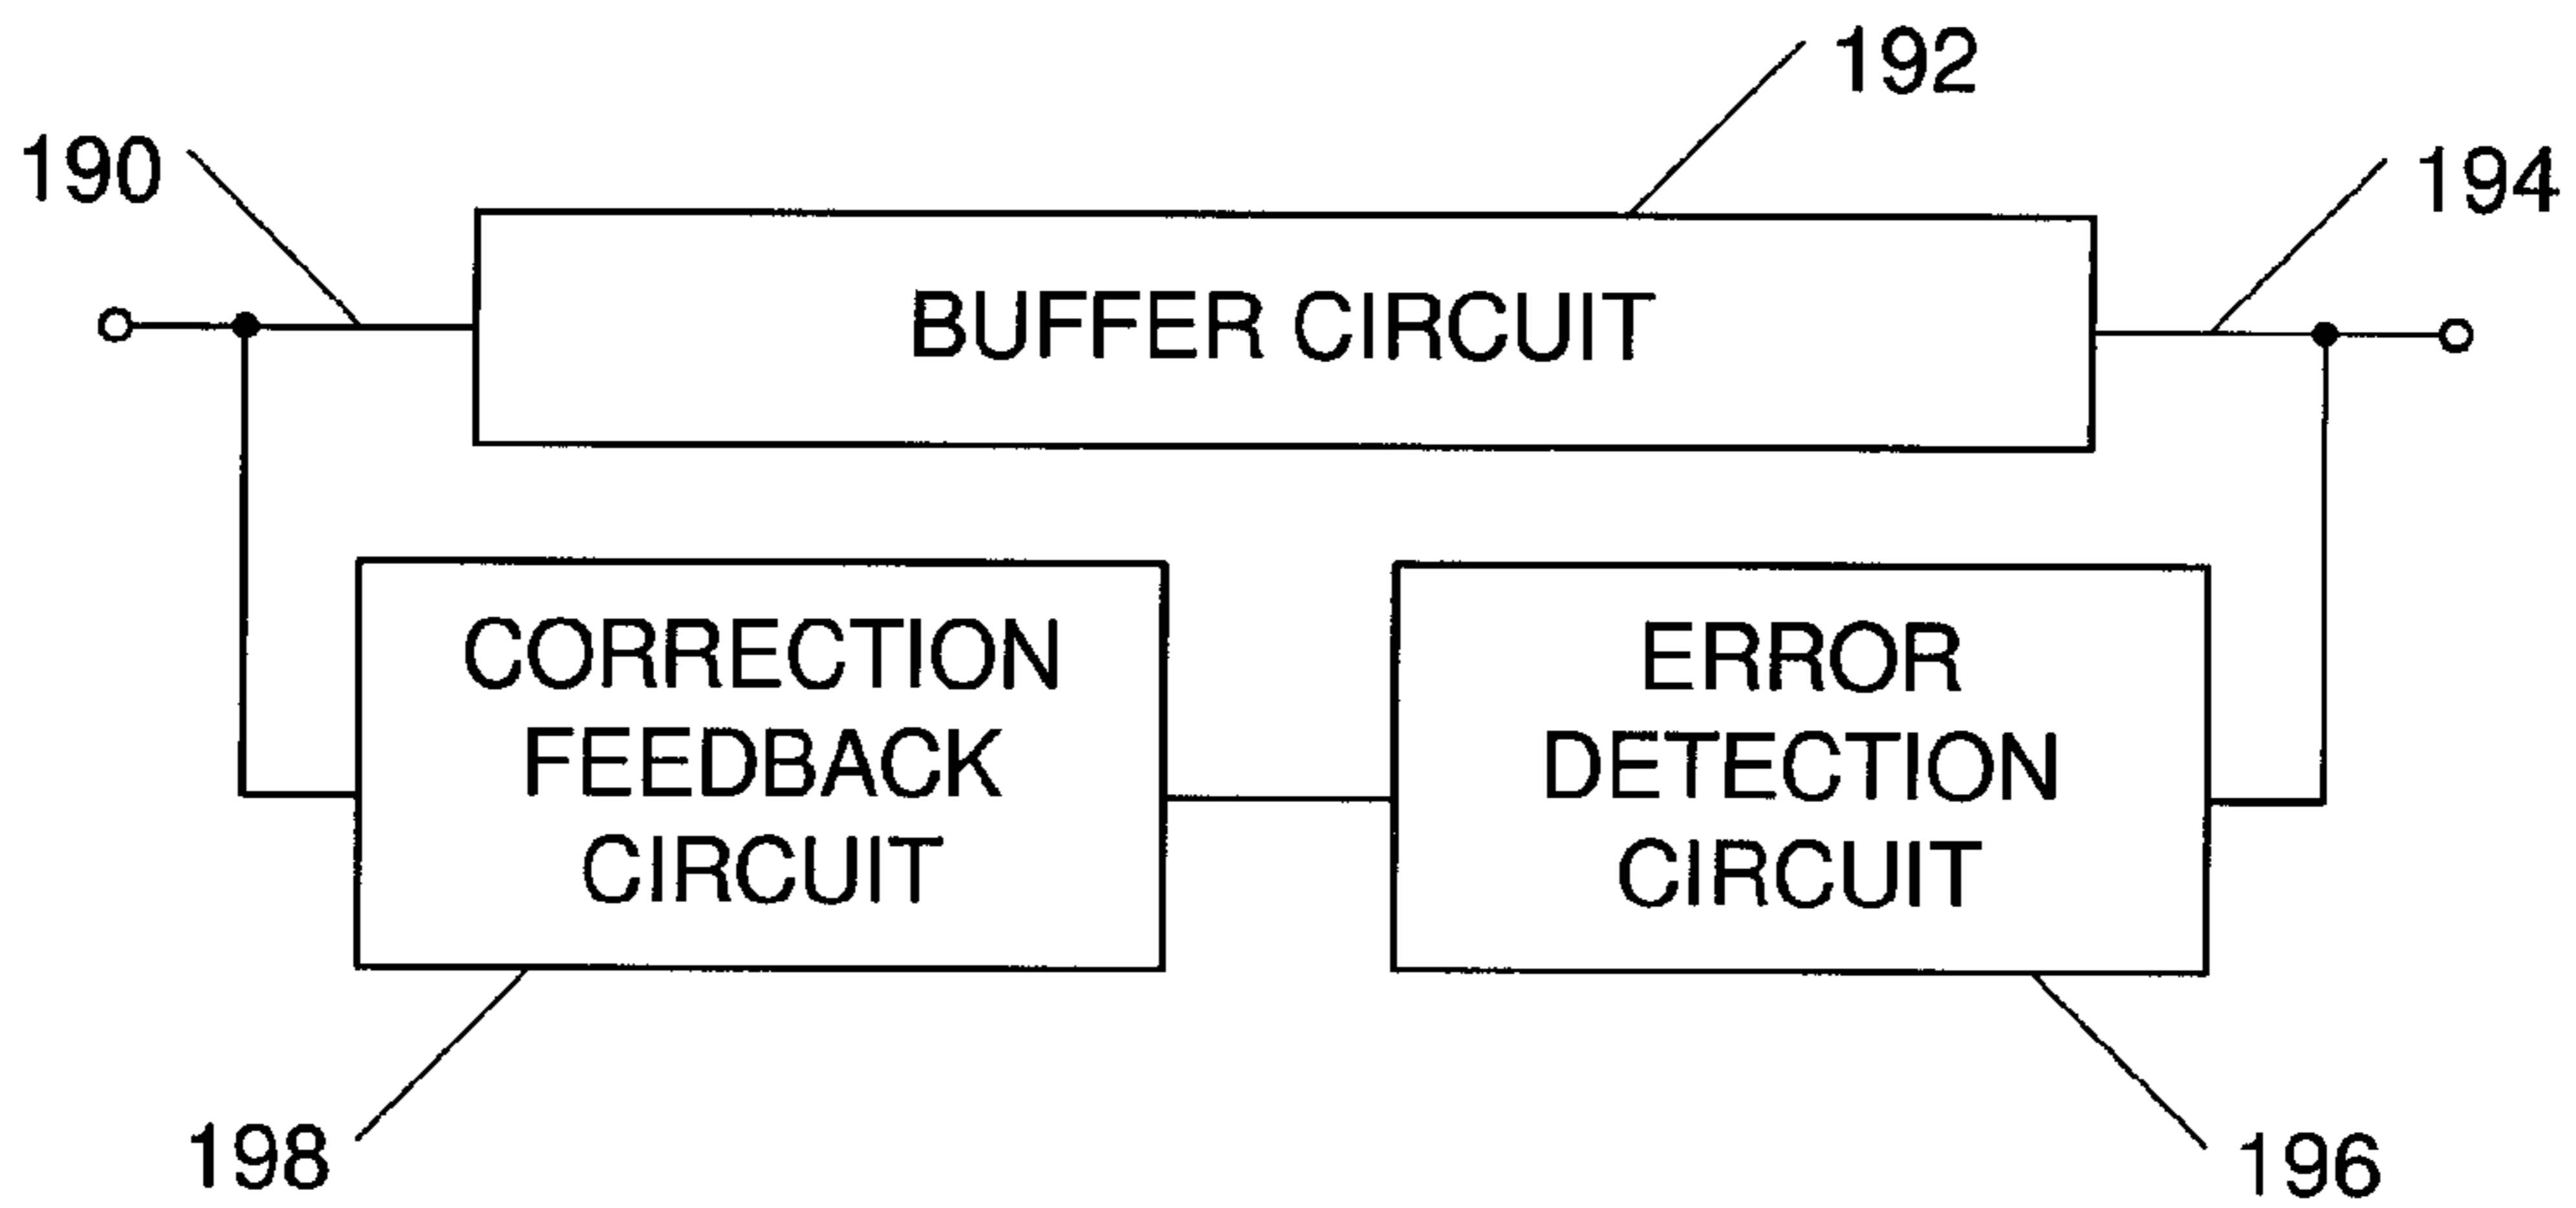 192
190
194
BUFFER CIRCUIT
CORRECTION
FEEDBACK
CIRCUIT
ERROR
DETECTION
CIRCUIT
198
196